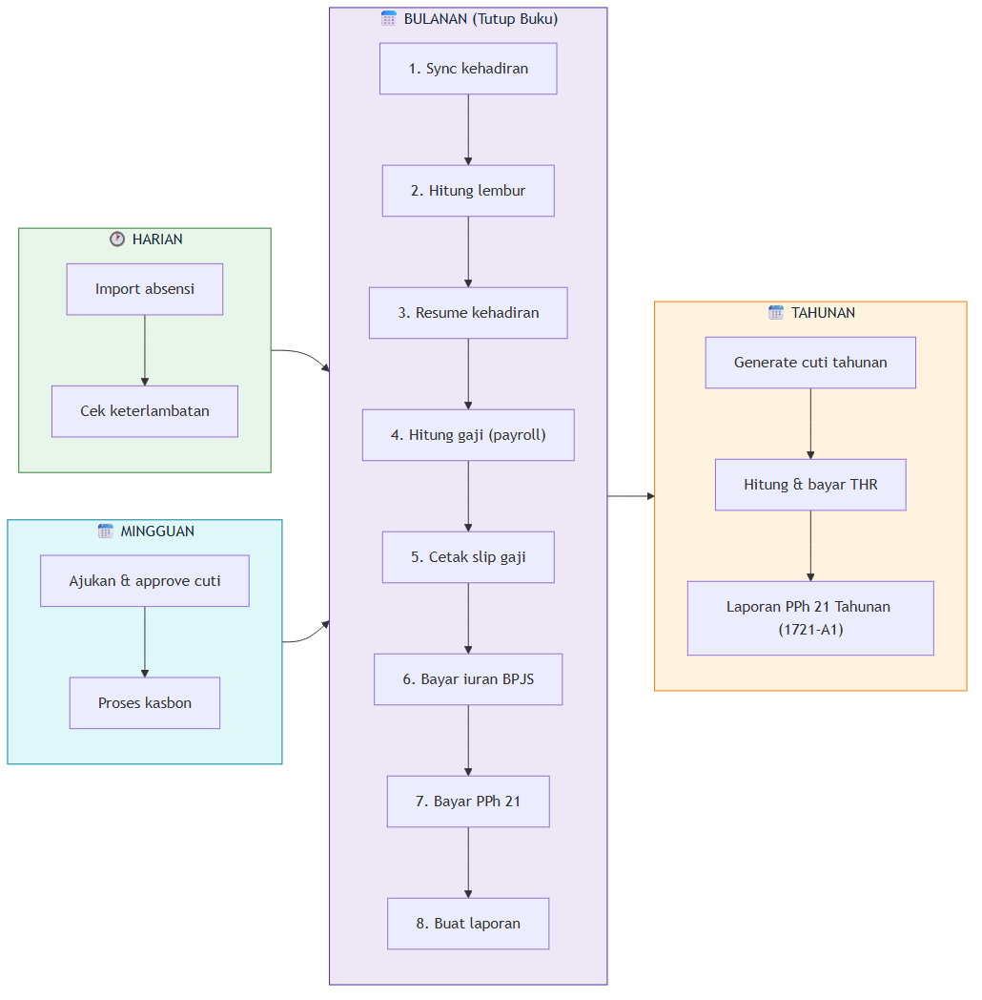 HARIAN
Import absensi
Cek keterlambatan
MINGGUAN
Ajukan & approve cuti
Proses kasbon
BULANAN (Tutup Buku)
1. Sync kehadiran
2. Hitung lembur
3. Resume kehadiran
4. Hitung gaji (payroll)
5. Cetak slip gaji
6. Bayar iuran BPJS
7. Bayar PPh 21
8. Buat laporan
TAHUNAN
Generate cuti tahunan
Hitung & bayar THR
Laporan PPh 21 Tahunan
(1721-A1)